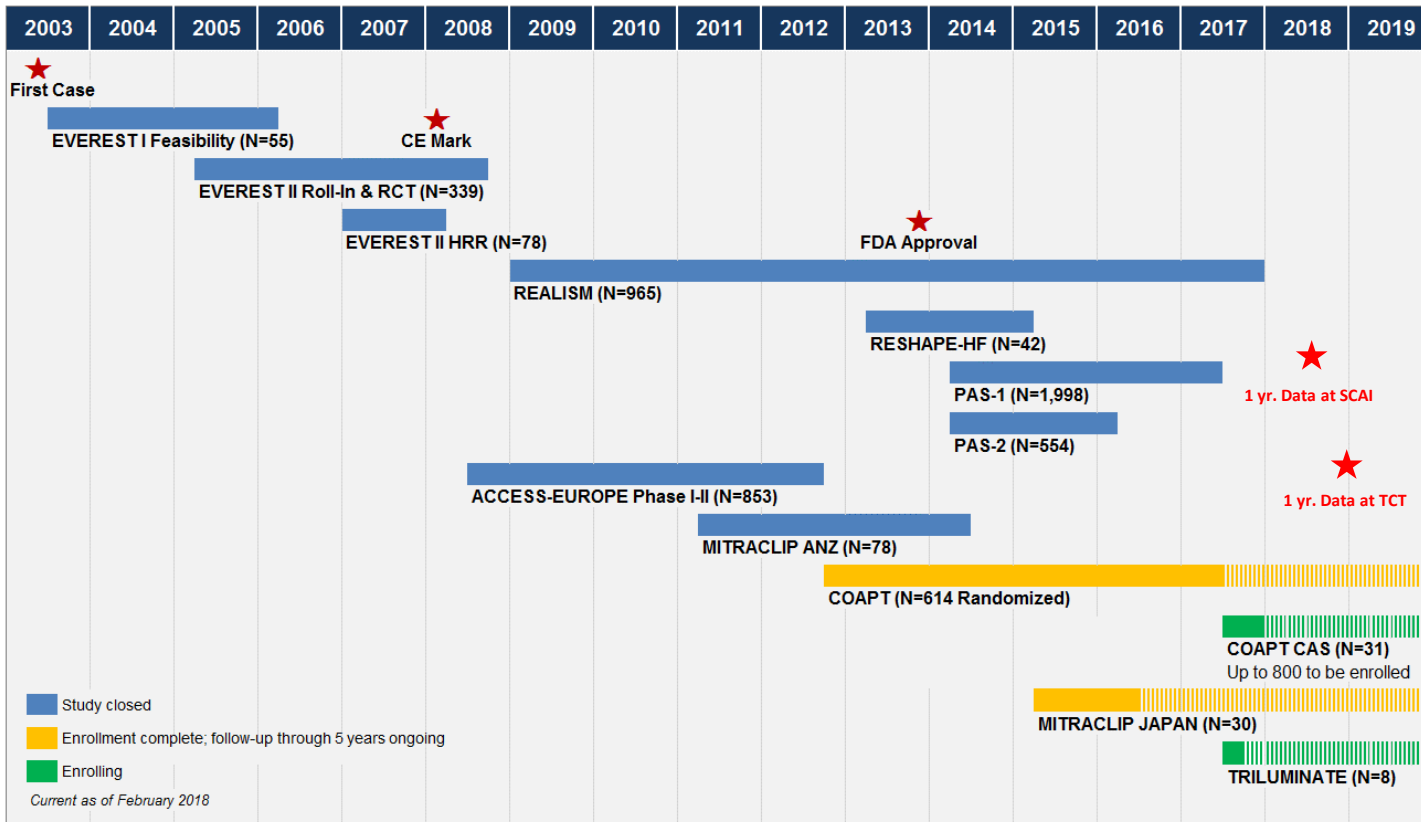 2003 2004 2005 2006 2007 2008 2009 2010 2011 2012 2013 2014 2015 2016 2017 2018 2019
First Case
EVEREST I Feasibility (N=55)
CE Mark
EVEREST II Roll-In & RCT (N=339)
EVEREST II HRR (N=78)
FDA Approval
REALISM (N=965)
RESHAPE-HF (N=42)
PAS-1 (N=1,998)
1 yr. Data at SCAI
PAS-2 (N=554)
ACCESS-EUROPE Phase I-II (N=853)
1 yr. Data at TCT
MITRACLIP ANZ (N=78)
COAPT (N=614 Randomized)
COAPT CAS (N=31)
Up to 800 to be enrolled
MITRACLIP JAPAN (N=30)
TRILUMINATE (N=8)
Study closed
Enrollment complete; follow-up through 5 years ongoing
Enrolling
Current as of February 2018